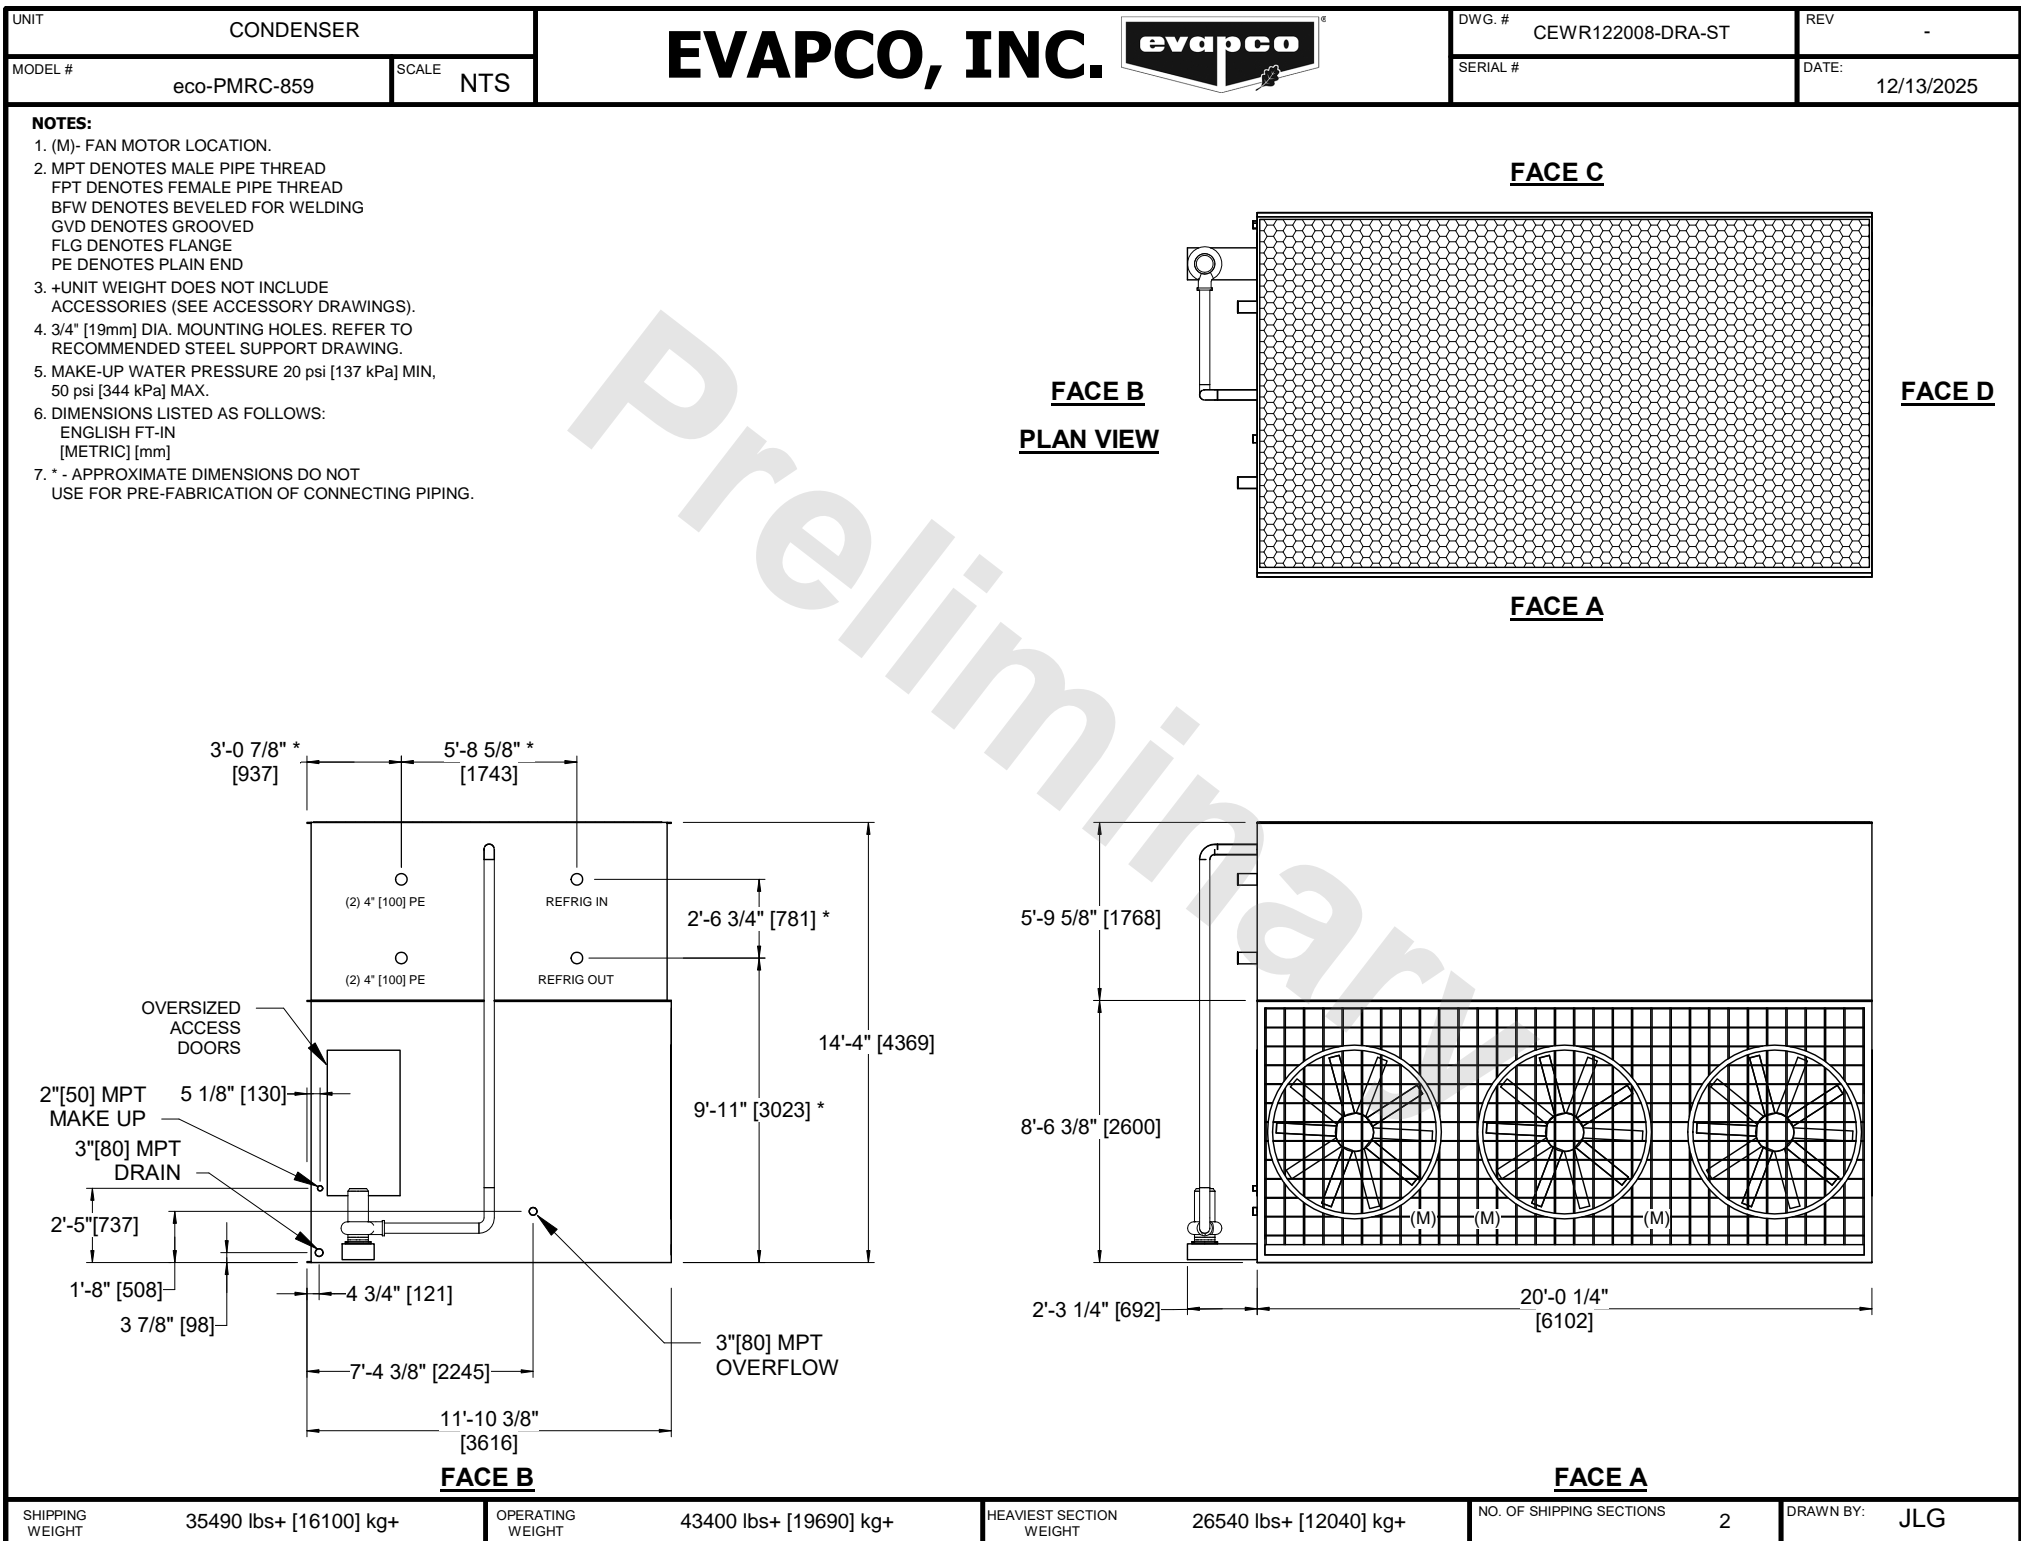 UNIT
CONDENSER
MODEL #
eco-PMRC-859
SCALE
NTS
EVAPCO, INC.
evapco
®
DWG. #
CEWR122008-DRA-ST
REV
-
SERIAL #
DATE:
12/13/2025
NOTES:
1. (M)- FAN MOTOR LOCATION.
2. MPT DENOTES MALE PIPE THREAD
FPT DENOTES FEMALE PIPE THREAD
BFW DENOTES BEVELED FOR WELDING
GVD DENOTES GROOVED
FLG DENOTES FLANGE
PE DENOTES PLAIN END
3. +UNIT WEIGHT DOES NOT INCLUDE
ACCESSORIES (SEE ACCESSORY DRAWINGS).
4. 3/4" [19mm] DIA. MOUNTING HOLES. REFER TO
RECOMMENDED STEEL SUPPORT DRAWING.
5. MAKE-UP WATER PRESSURE 20 psi [137 kPa] MIN,
50 psi [344 kPa] MAX.
6. DIMENSIONS LISTED AS FOLLOWS:
ENGLISH FT-IN
[METRIC] [mm]
7. * - APPROXIMATE DIMENSIONS DO NOT
USE FOR PRE-FABRICATION OF CONNECTING PIPING.
Preliminary
FACE C
FACE B
PLAN VIEW
FACE D
FACE A
3'-0 7/8" *
[937]
5'-8 5/8" *
[1743]
(2) 4" [100] PE
REFRIG IN
2'-6 3/4" [781] *
(2) 4" [100] PE
REFRIG OUT
OVERSIZED
ACCESS
DOORS
14'-4" [4369]
2"[50] MPT
MAKE UP
5 1/8" [130]
9'-11" [3023] *
3"[80] MPT
DRAIN
2'-5"[737]
1'-8" [508]
4 3/4" [121]
3 7/8" [98]
3"[80] MPT
OVERFLOW
7'-4 3/8" [2245]
11'-10 3/8"
[3616]
FACE B
5'-9 5/8" [1768]
8'-6 3/8" [2600]
(M)
(M)
(M)
2'-3 1/4" [692]
20'-0 1/4"
[6102]
FACE A
SHIPPING
WEIGHT
35490 lbs+ [16100] kg+
OPERATING
WEIGHT
43400 lbs+ [19690] kg+
HEAVIEST SECTION
WEIGHT
26540 lbs+ [12040] kg+
NO. OF SHIPPING SECTIONS
2
DRAWN BY:
JLG